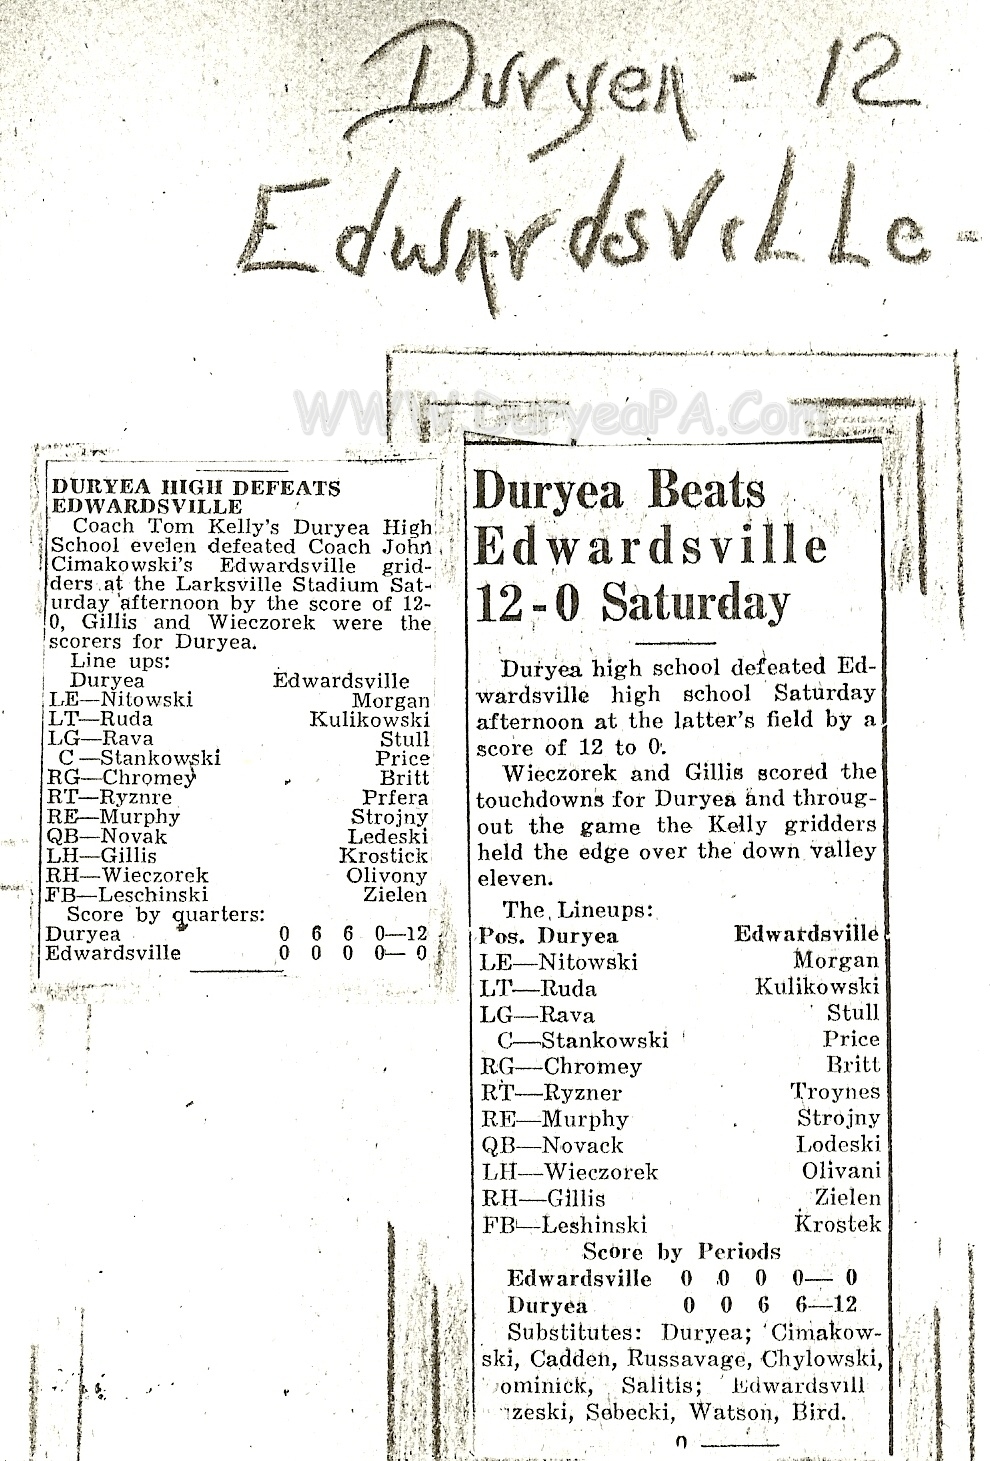 Duryea - 12
Edwardsville -
WWW.DuryeaPA.Com
DURYEA HIGH DEFEATS
EDWARDSVILLE
Coach Tom Kelly's Duryea High
School evelen defeated Coach John
Cimakowski's Edwardsville grid-
ders at the Larksville Stadium Sat-
urday afternoon by the score of 12-
0, Gillis and Wieczorek were the
scorers for Duryea.
Line ups:
Duryea Edwardsville
LE—Nitowski Morgan
LT—Ruda Kulikowski
LG—Rava Stull
C—Stankowski Price
RG—Chromey Britt
RT—Ryznre Prfera
RE—Murphy Strojny
QB—Novak Ledeski
LH—Gillis Krostick
RH—Wieczorek Olivony
FB—Leschinski Zielen
Score by quarters:
Duryea 0 6 6 0—12
Edwardsville 0 0 0 0— 0
Duryea Beats
Edwardsville
12-0 Saturday
Duryea high school defeated Ed-
wardsville high school Saturday
afternoon at the latter's field by a
score of 12 to 0.
Wieczorek and Gillis scored the
touchdowns for Duryea and throug-
out the game the Kelly gridders
held the edge over the down valley
eleven.
The Lineups:
Pos. Duryea Edwardsville
LE—Nitowski Morgan
LT—Ruda Kulikowski
LG—Rava Stull
C—Stankowski Price
RG—Chromey Britt
RT—Ryzner Troynes
RE—Murphy Strojny
QB—Novack Lodeski
LH—Wieczorek Olivani
RH—Gillis Zielen
FB—Leshinski Krostek
Score by Periods
Edwardsville 0 0 0 0— 0
Duryea 0 0 6 6—12
Substitutes: Duryea; Cimakow-
ski, Cadden, Russavage, Chylowski,
ominick, Salitis; Edwardsvill
zeski, Sobecki, Watson, Bird.